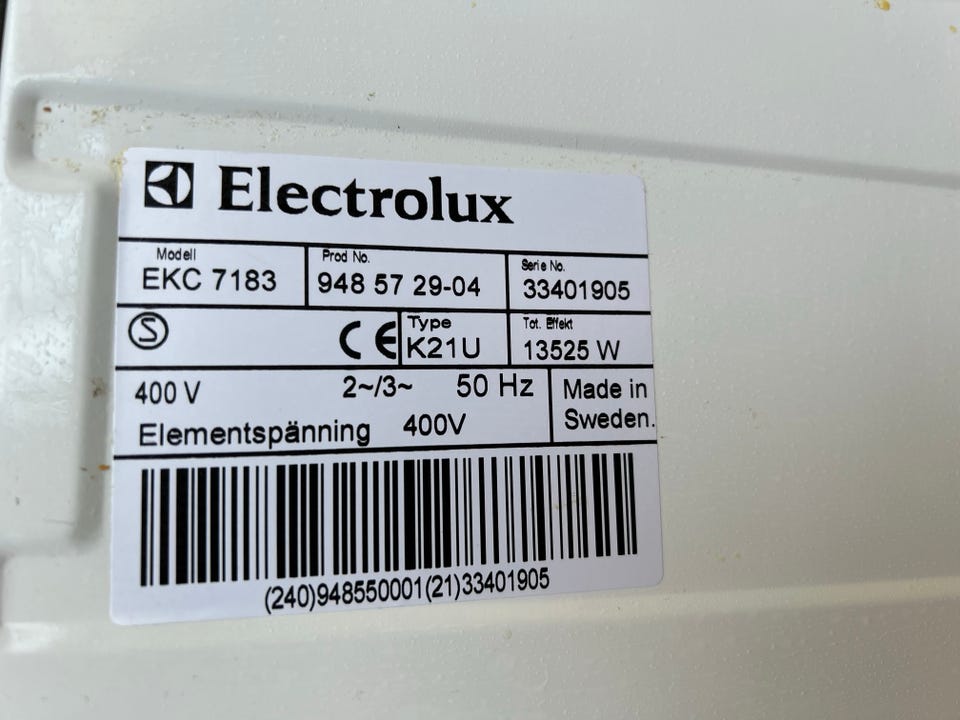 Electrolux
Modell
EKC 7183
Prod No.
948 57 29-04
Serie No.
33401905
S
CE
Type
K21U
Tot. Effekt
13525 W
400 V 2~/3~ 50 Hz
Elementspänning 400V
Made in
Sweden.
(240)948550001(21)33401905